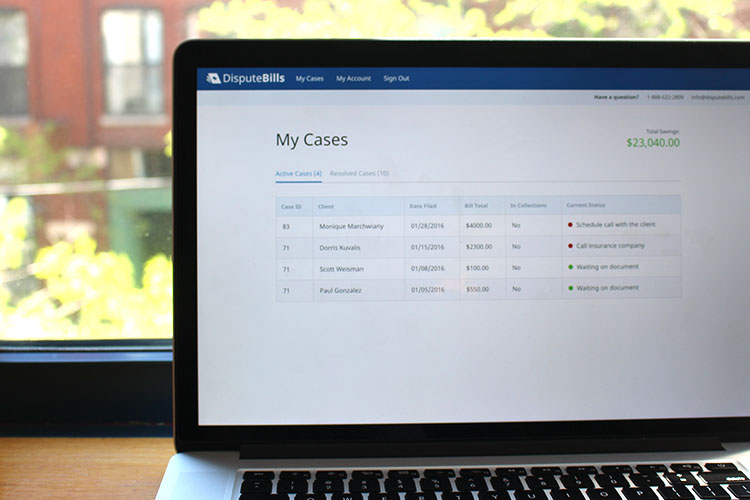 DisputeBills My Cases My Account Sign Out
Have a question? 1-888-622-2809 info@disputebills.com
My Cases
Total Savings:
$23,040.00
Active Cases (4) Resolved Cases (10)
Case ID Client Date Filed Bill Total In Collections Current Status
83 Monique Marchwiany 01/28/2016 $4000.00 No Schedule call with the client
71 Dorris Kuvalis 01/15/2016 $2300.00 No Call insurance company
71 Scott Weisman 01/08/2016 $100.00 No Waiting on document
71 Paul Gonzalez 01/05/2016 $550.00 No Waiting on document